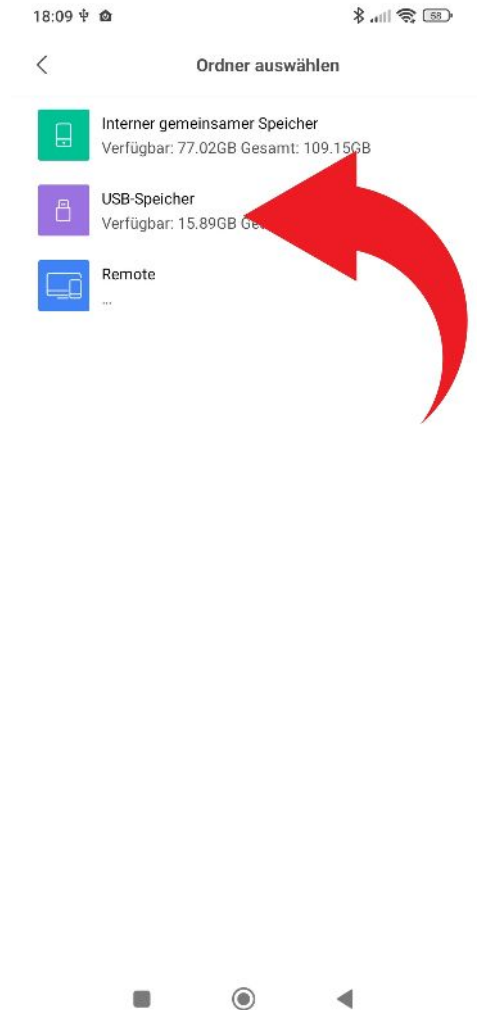 18:09
58
Ordner auswählen
Interner gemeinsamer Speicher
Verfügbar: 77.02GB Gesamt: 109.15GB
USB-Speicher
Verfügbar: 15.89GB
Remote
...